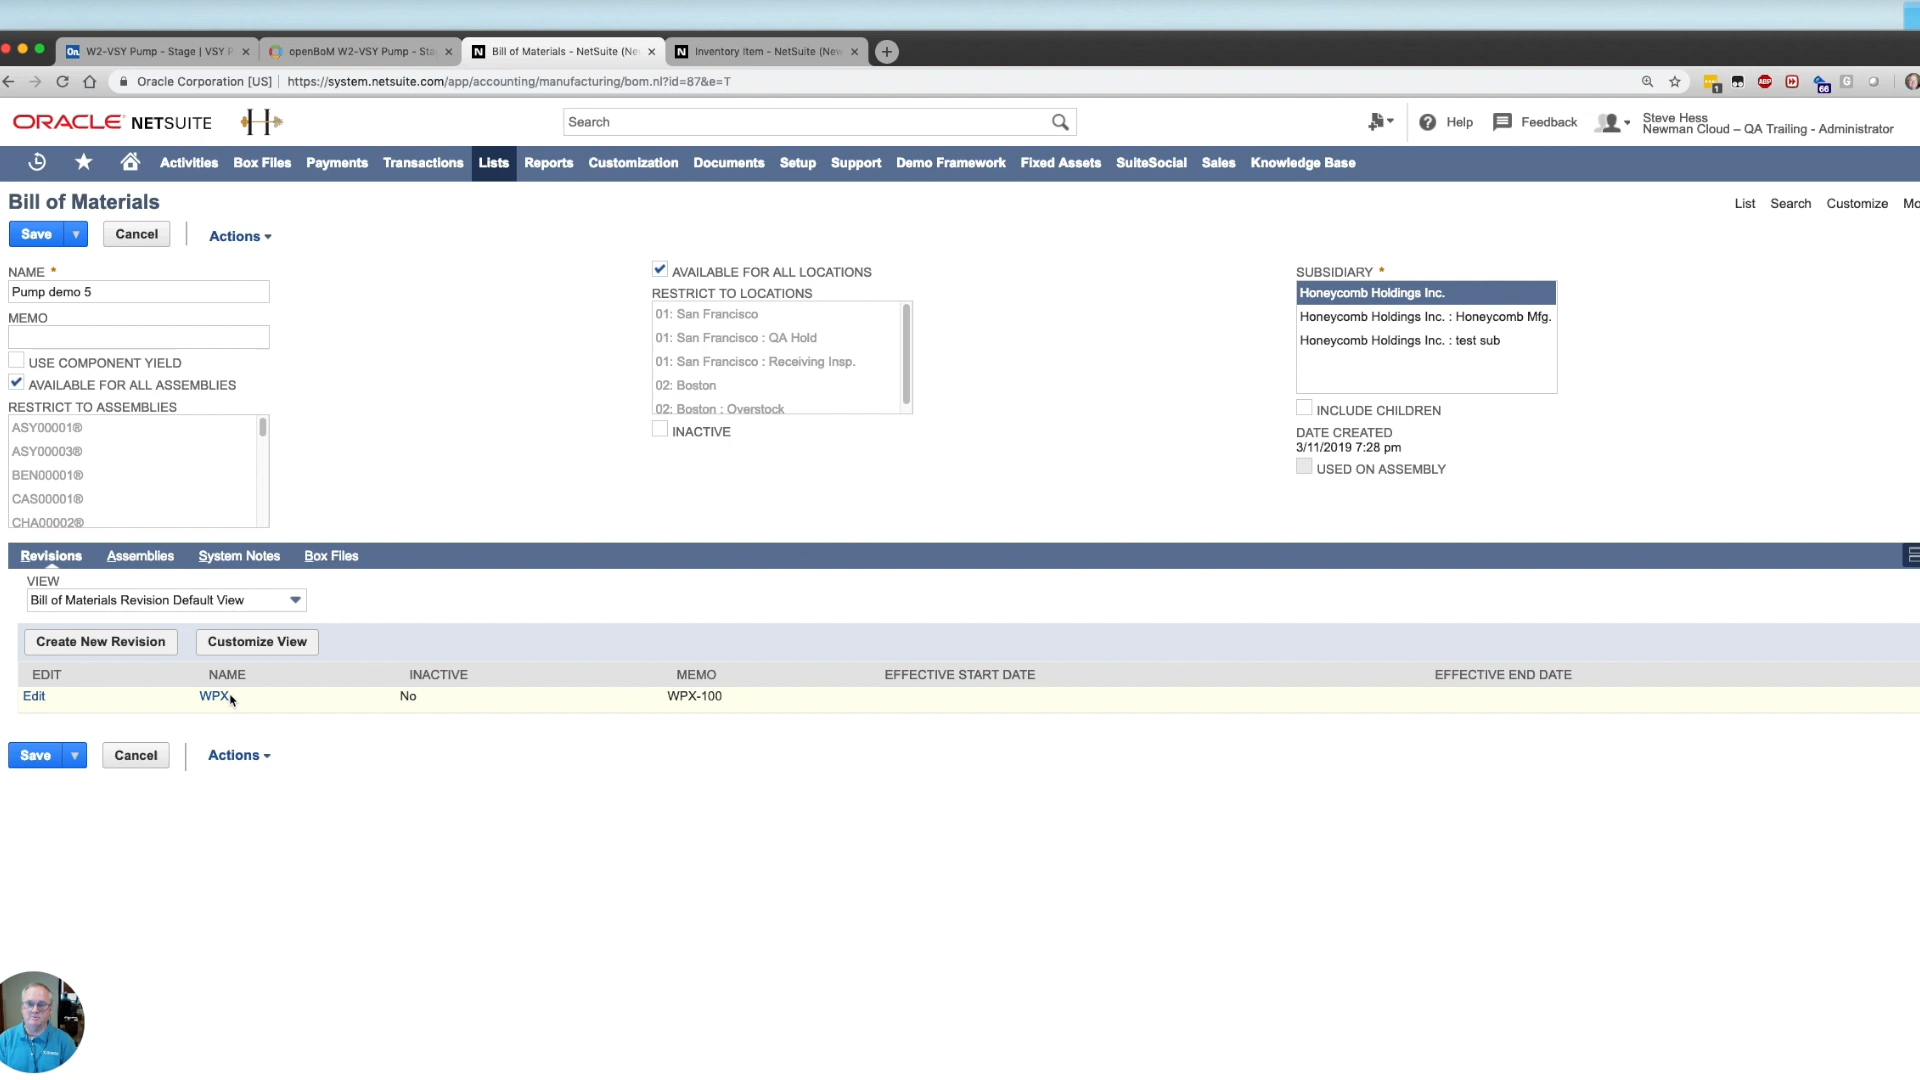 W2-VSY Pump - Stage | VSY P
openBoM W2-VSY Pump - Sta
Bill of Materials - NetSuite (Ne
Inventory Item - NetSuite (New
Oracle Corporation [US] | https://system.netsuite.com/app/accounting/manufacturing/bom.nl?id=87&e=T
ORACLE NETSUITE
Search
Help
Feedback
Steve Hess
Newman Cloud – QA Trailing - Administrator
Activities Box Files Payments Transactions Lists Reports Customization Documents Setup Support Demo Framework Fixed Assets SuiteSocial Sales Knowledge Base
Bill of Materials
List Search Customize Mo
Save Cancel Actions
NAME *
Pump demo 5
MEMO
USE COMPONENT YIELD
AVAILABLE FOR ALL ASSEMBLIES
RESTRICT TO ASSEMBLIES
ASY00001®
ASY00003®
BEN00001®
CAS00001®
CHA00002®
AVAILABLE FOR ALL LOCATIONS
RESTRICT TO LOCATIONS
01: San Francisco
01: San Francisco : QA Hold
01: San Francisco : Receiving Insp.
02: Boston
02: Boston : Overstock
INACTIVE
SUBSIDIARY *
Honeycomb Holdings Inc.
Honeycomb Holdings Inc. : Honeycomb Mfg.
Honeycomb Holdings Inc. : test sub
INCLUDE CHILDREN
DATE CREATED
3/11/2019 7:28 pm
USED ON ASSEMBLY
Revisions Assemblies System Notes Box Files
VIEW
Bill of Materials Revision Default View
Create New Revision Customize View
EDIT NAME INACTIVE MEMO EFFECTIVE START DATE EFFECTIVE END DATE
Edit WPX No WPX-100
Save Cancel Actions